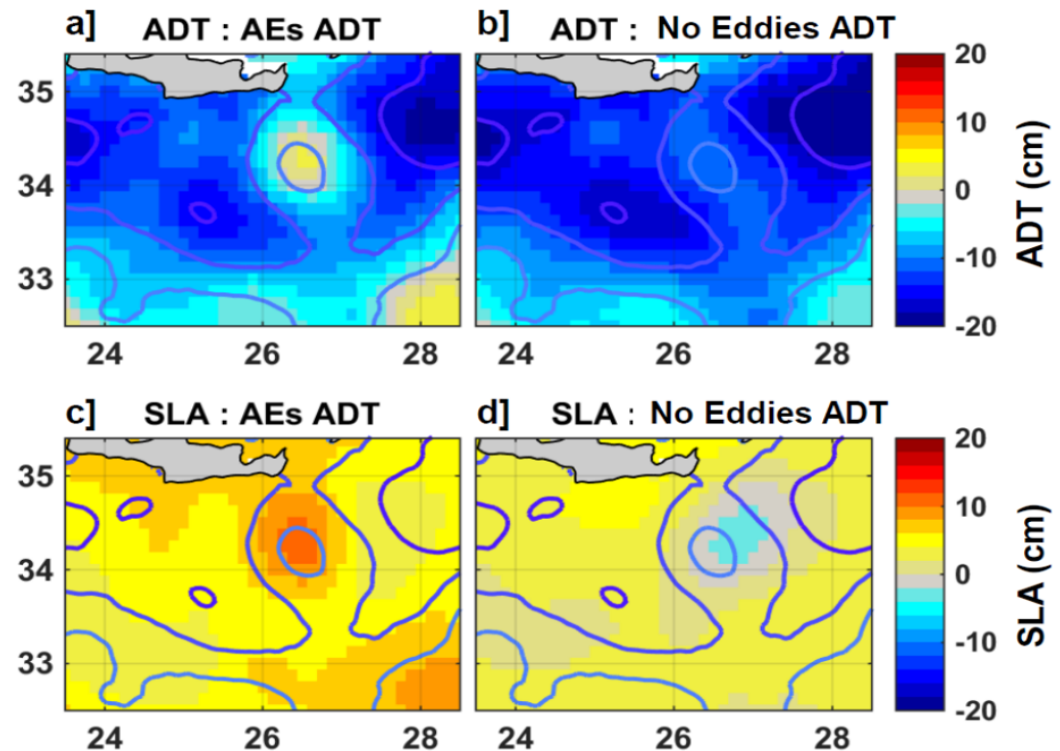 a] ADT : AEs ADT
b] ADT : No Eddies ADT
35
34
33
24 26 28
24 26 28
20
10
0
-10
-20
ADT (cm)
c] SLA : AEs ADT
d] SLA : No Eddies ADT
35
34
33
24 26 28
24 26 28
20
10
0
-10
-20
SLA (cm)